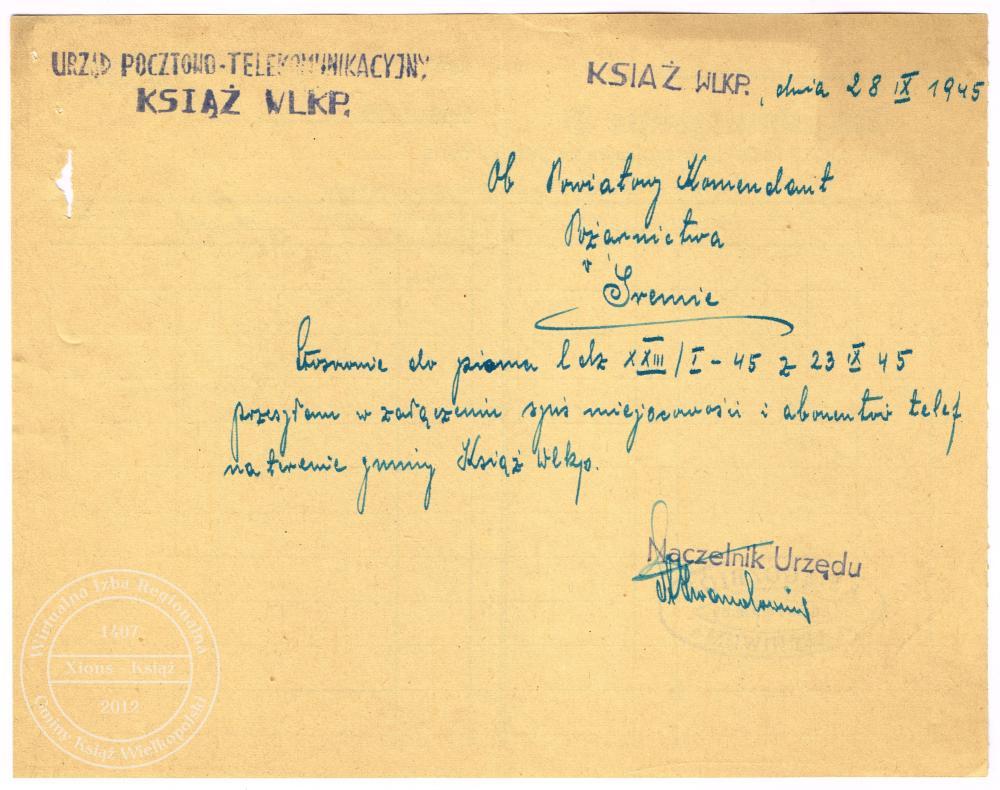 URZĄD POCZTOWO-TELEKOMUNIKACYJNY
KSIĄŻ WLKP.
KSIAŻ WLKP., dnia 28 IX 1945
Ob Powiatowy Komendant
Pożarnictwa
w
Śremie
Stosownie do pisma l dz XXIII/I - 45 z 23 IX 45
przesyłam w załączeniu spis miejscowości i abonentów telef
na terenie gminy Książ Wlkp.
Naczelnik Urzędu
Wirtualna Izba Regionalna
1407
Xions - Książ
2012
Gminy Książ Wielkopolski